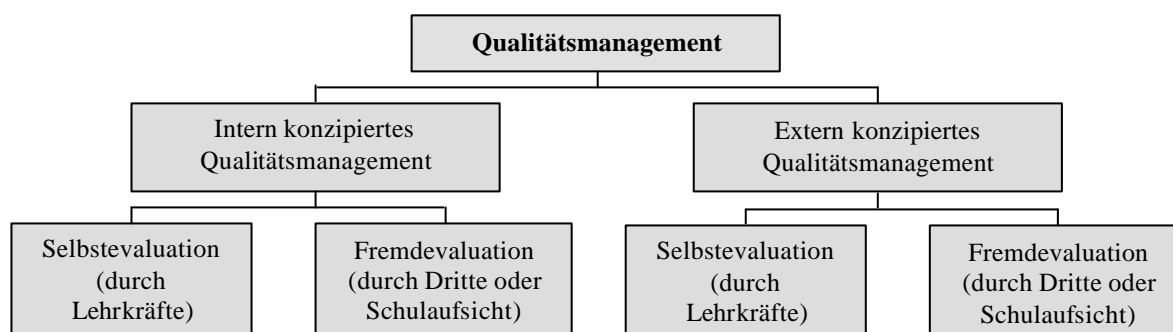 Qualitätsmanagement
Intern konzipiertes
Qualitätsmanagement
Extern konzipiertes
Qualitätsmanagement
Selbstevaluation
(durch
Lehrkräfte)
Fremdevaluation
(durch Dritte oder
Schulaufsicht)
Selbstevaluation
(durch
Lehrkräfte)
Fremdevaluation
(durch Dritte oder
Schulaufsicht)